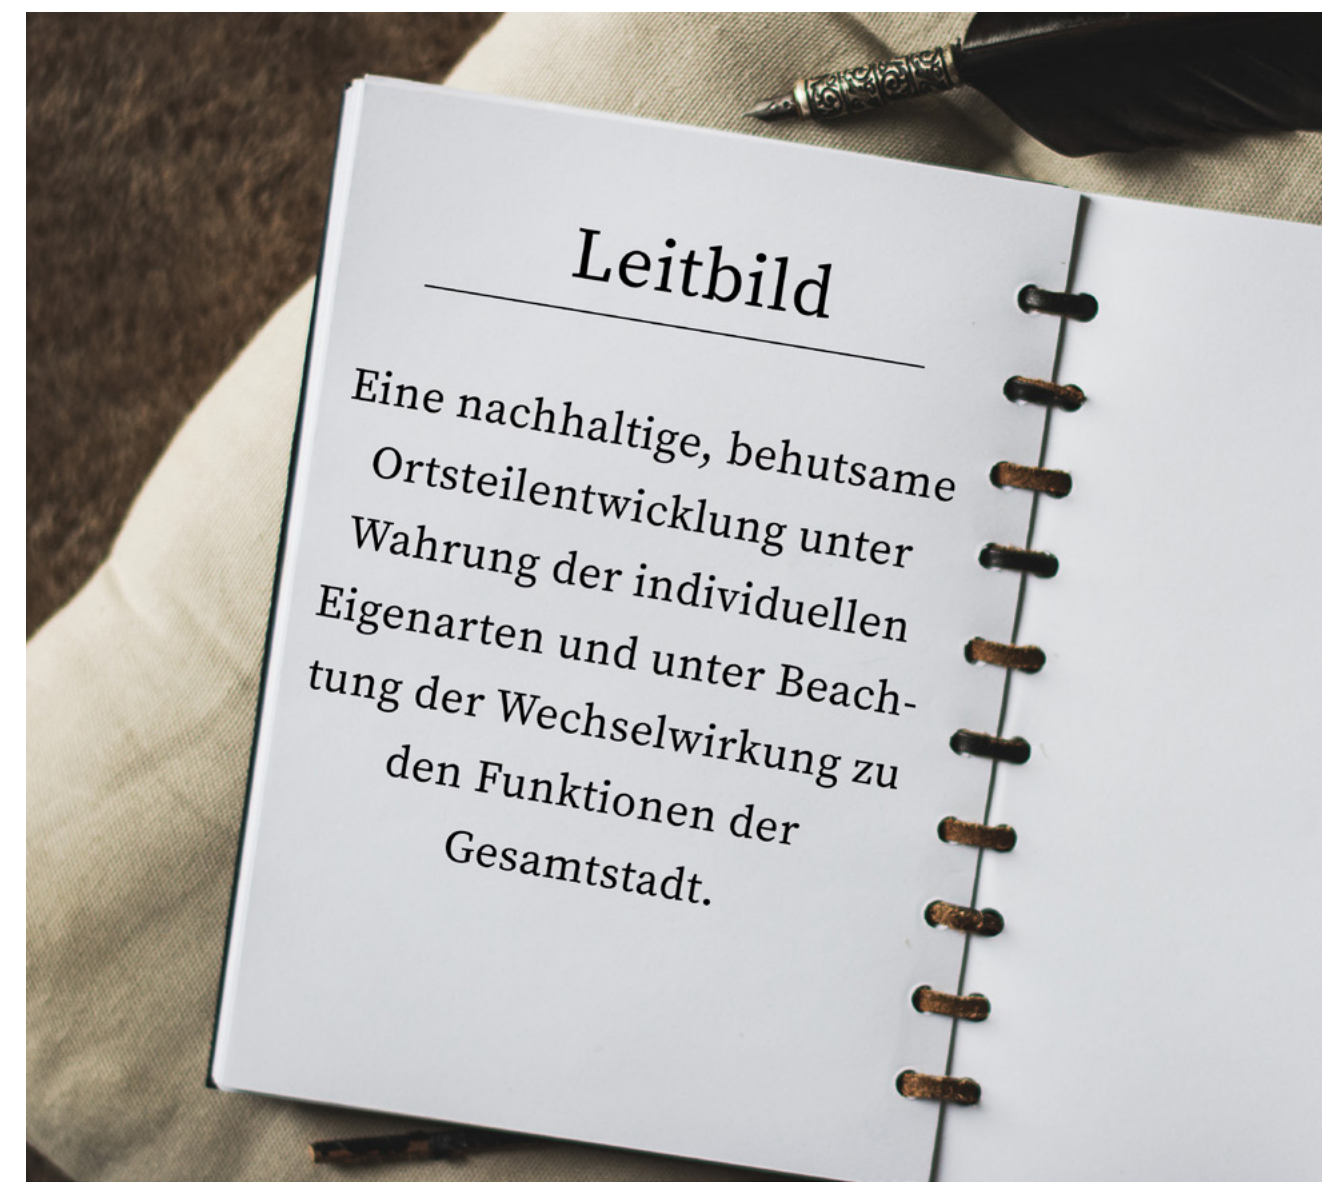 Leitbild
Eine nachhaltige, behutsame
Ortsteilentwicklung unter
Wahrung der individuellen
Eigenarten und unter Beach-
tung der Wechselwirkung zu
den Funktionen der
Gesamtstadt.